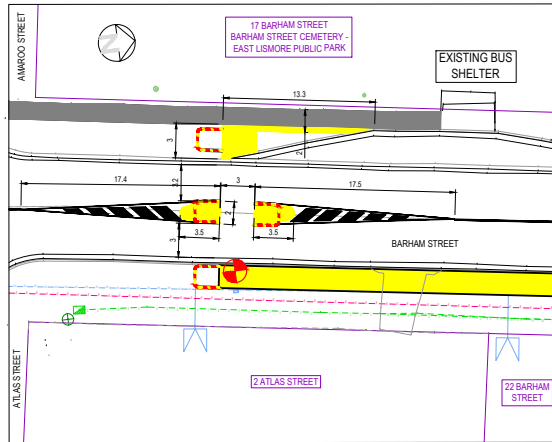 AMAROO STREET
N
17 BARHAM STREET
BARHAM STREET CEMETERY -
EAST LISMORE PUBLIC PARK
EXISTING BUS
SHELTER
13.3
3
2
3.2
17.4
3
17.5
2
3.5
3.5
3
BARHAM STREET
ATLAS STREET
2 ATLAS STREET
22 BARHAM
STREET